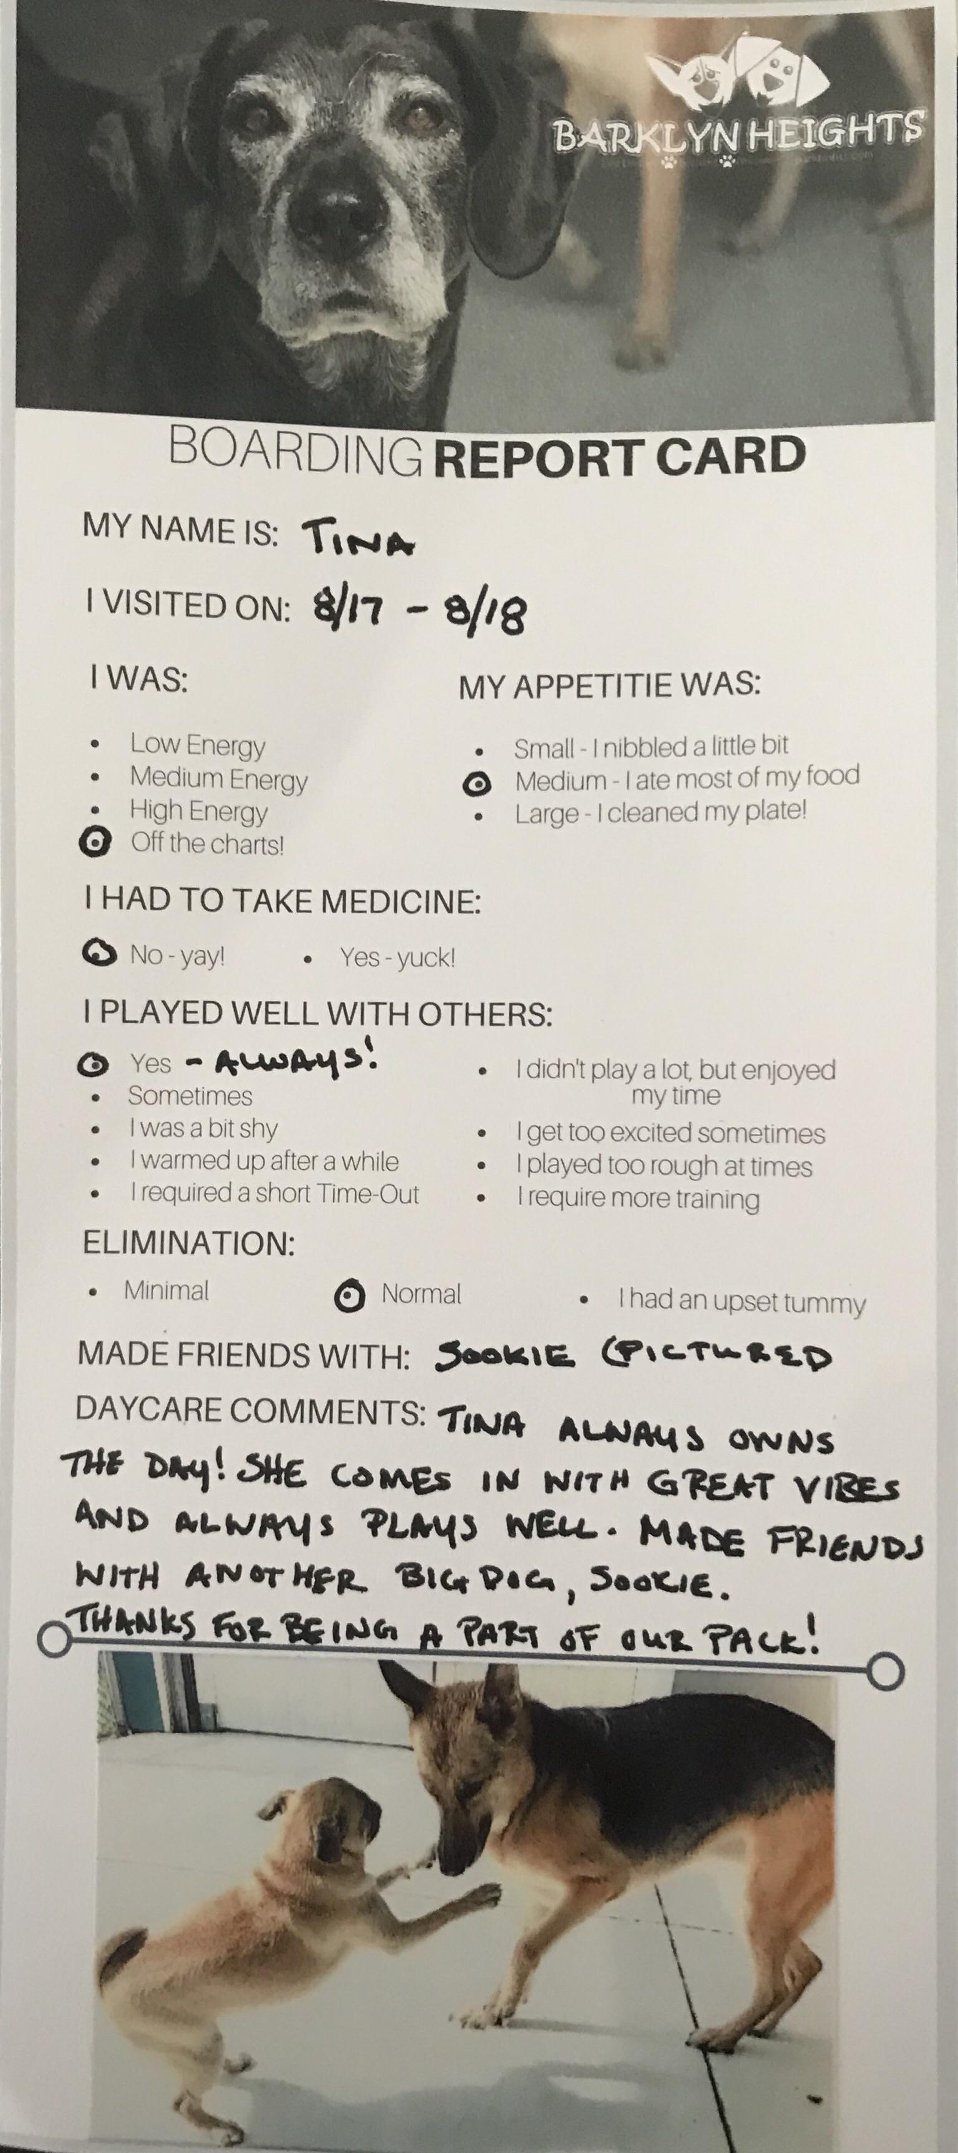 BARKLYN HEIGHTS
BOARDING REPORT CARD
MY NAME IS: TINA
I VISITED ON: 8/17 - 8/18
I WAS:
• Low Energy
• Medium Energy
• High Energy
• Off the charts!
MY APPETITIE WAS:
• Small - I nibbled a little bit
• Medium - I ate most of my food
• Large - I cleaned my plate!
I HAD TO TAKE MEDICINE:
• No - yay! • Yes - yuck!
I PLAYED WELL WITH OTHERS:
• Yes - ALWAYS!
• Sometimes
• I was a bit shy
• I warmed up after a while
• I required a short Time-Out
• I didn't play a lot, but enjoyed
my time
• I get too excited sometimes
• I played too rough at times
• I require more training
ELIMINATION:
• Minimal • Normal • I had an upset tummy
MADE FRIENDS WITH: SOOKIE (PICTURED
DAYCARE COMMENTS: TINA ALWAYS OWNS
THE DAY! SHE COMES IN WITH GREAT VIBES
AND ALWAYS PLAYS WELL. MADE FRIENDS
WITH ANOTHER BIG DOG, SOOKIE.
THANKS FOR BEING A PART OF OUR PACK!